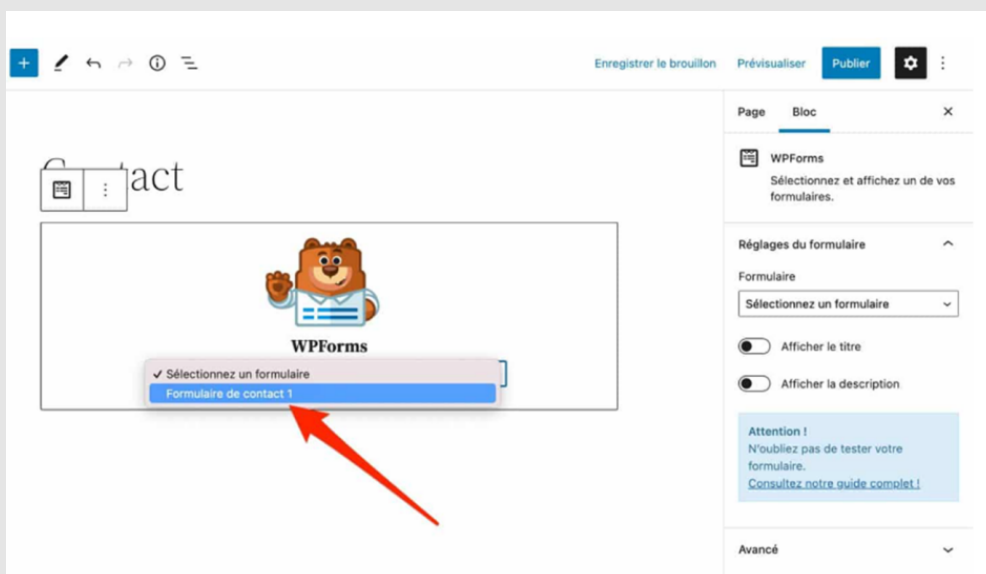 Enregistrer le brouillon Prévisualiser Publier
Page Bloc
WPForms
Sélectionnez et affichez un de vos
formulaires.
act
Réglages du formulaire
Formulaire
Sélectionnez un formulaire
Afficher le titre
Afficher la description
WPForms
✓ Sélectionnez un formulaire
Formulaire de contact 1
Attention !
N'oubliez pas de tester votre
formulaire.
Consultez notre guide complet !
Avancé